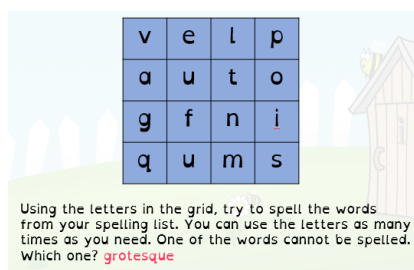 v e l p
a u t o
g f n i
q u m s
Using the letters in the grid, try to spell the words
from your spelling list. You can use the letters as many
times as you need. One of the words cannot be spelled.
Which one? grotesque